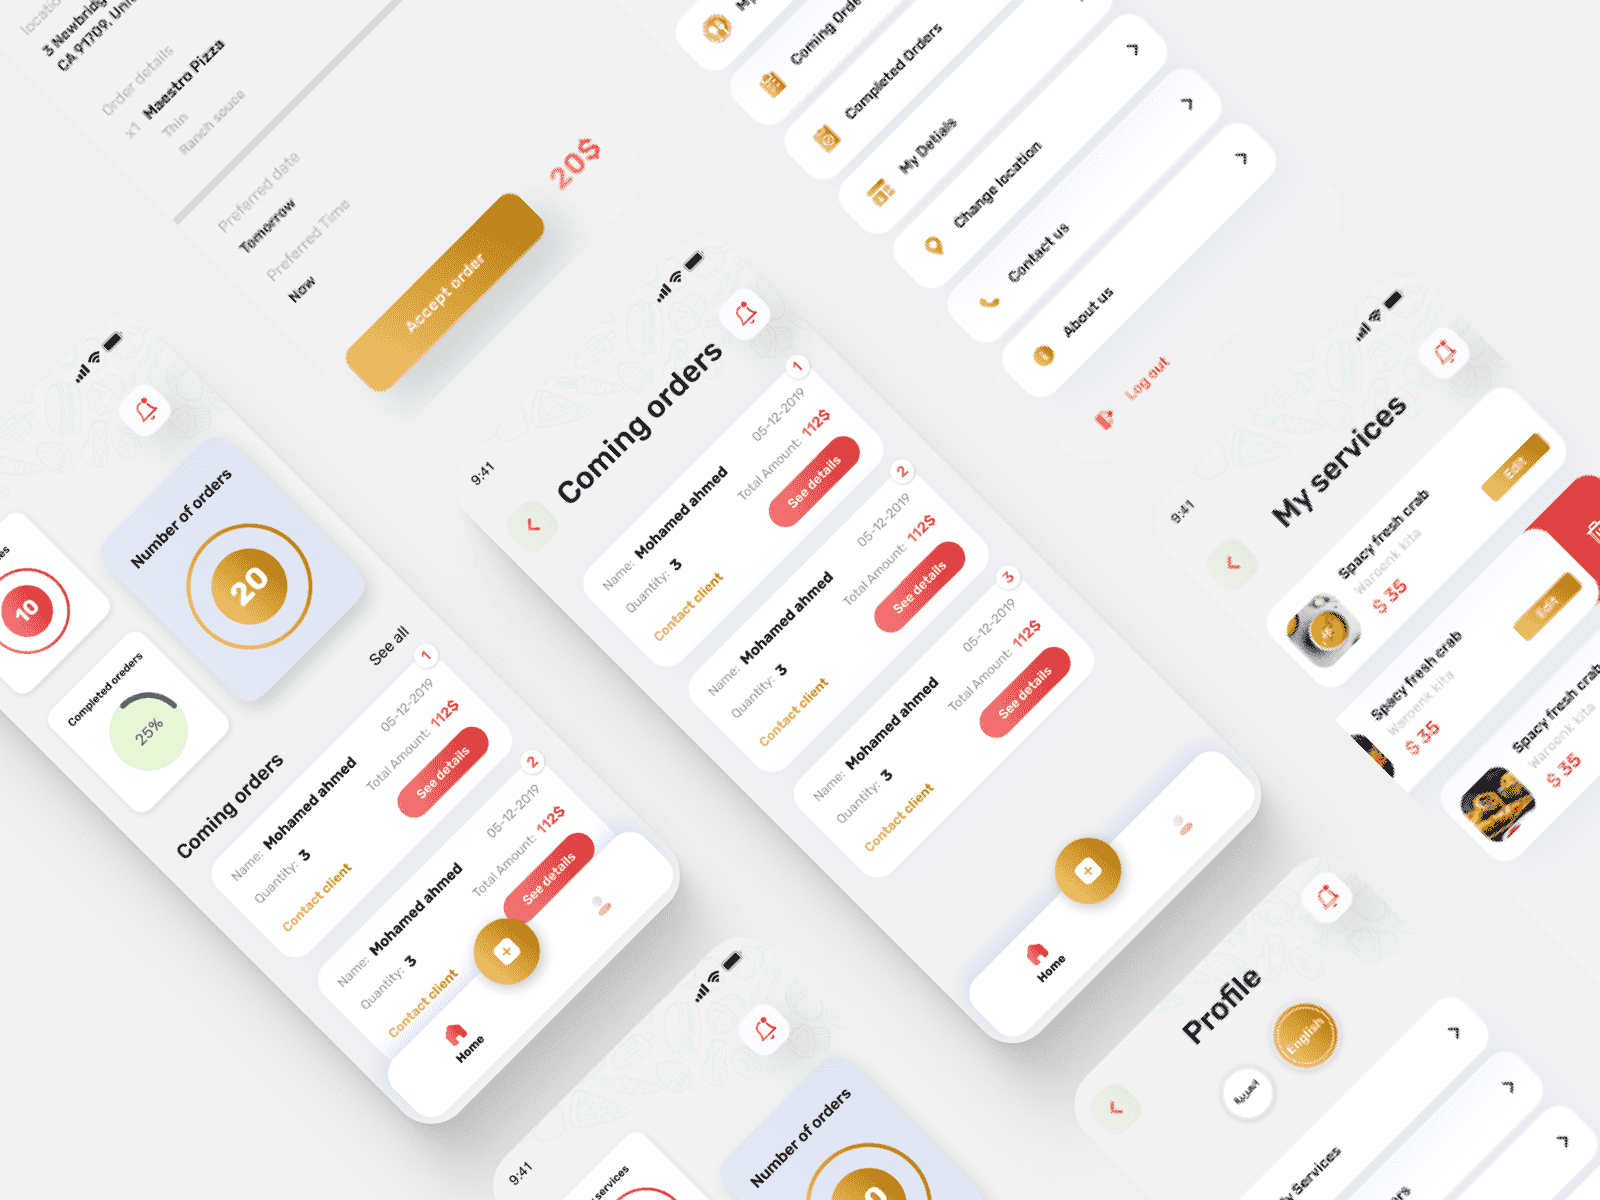 location
3 Newbridg
CA 91709, Unit
Order details
x1 Maestro Pizza
Thin
Ranch souce
Preferred date
Tomorrow
Preferred Time
Now
20$
Accept order
Coming Orde
Completed Orders
My Detials
Change location
Contact us
About us
Log out
Number of orders
20
10
Completed oreders
25%
See all
Coming orders
1
05-12-2019
Name: Mohamed ahmed
Total Amount: 112$
Quantity: 3
See details
Contact client
2
05-12-2019
Name: Mohamed ahmed
Total Amount: 112$
Quantity: 3
See details
Contact client
Home
9:41
Coming orders
1
05-12-2019
Name: Mohamed ahmed
Total Amount: 112$
Quantity: 3
See details
Contact client
2
05-12-2019
Name: Mohamed ahmed
Total Amount: 112$
Quantity: 3
See details
Contact client
3
05-12-2019
Name: Mohamed ahmed
Total Amount: 112$
Quantity: 3
See details
Contact client
Home
9:41
My services
Spacy fresh crab
Waroenk kita
$ 35
Edit
Spacy fresh crab
Waroenk kita
$ 35
Edit
Spacy fresh crab
Waroenk kita
$ 35
9:41
services
Number of orders
Profile
English
العربية
y Services